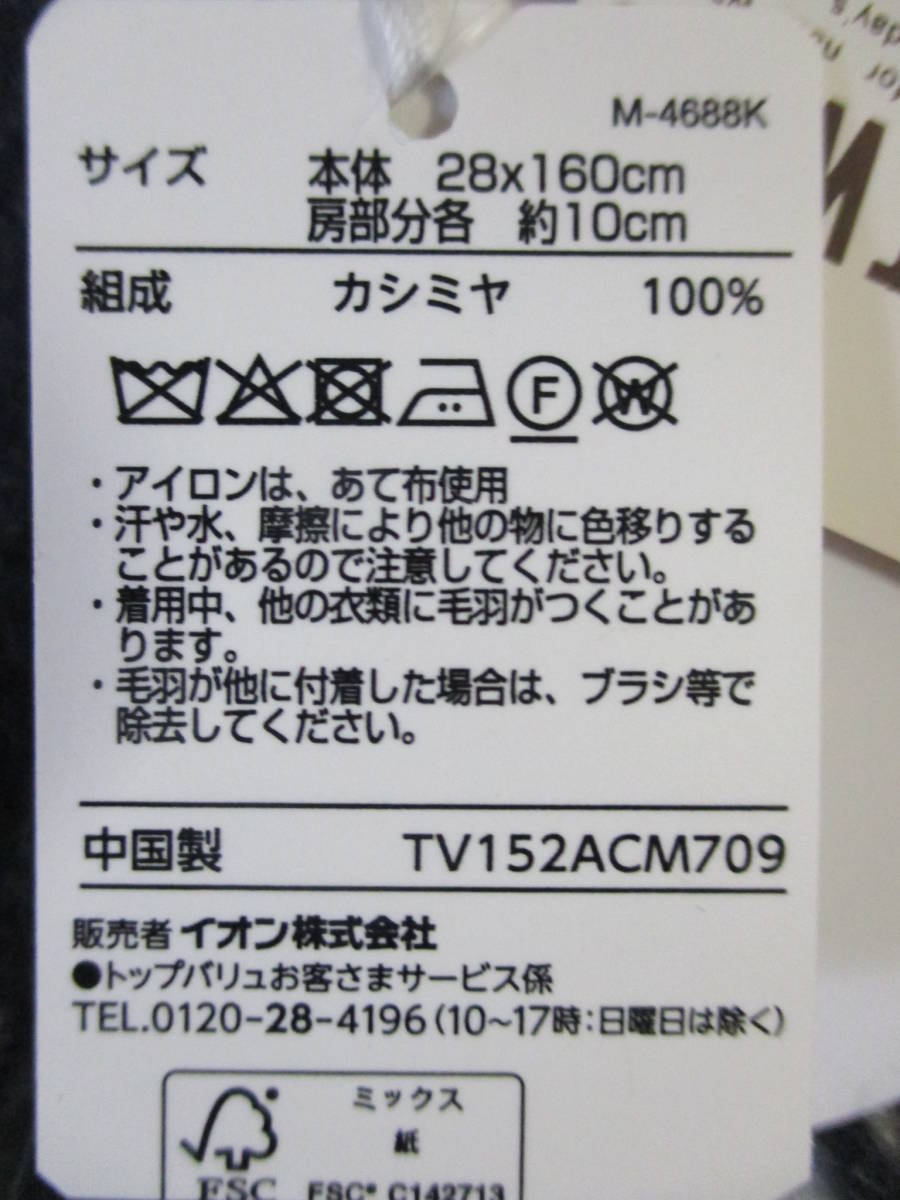 M-4688K
サイズ 本体 28x160cm
房部分各 約10cm
組成 カシミヤ 100%
F W
・アイロンは、あて布使用
・汗や水、摩擦により他の物に色移りする
ことがあるので注意してください。
・着用中、他の衣類に毛羽がつくことがあ
ります。
・毛羽が他に付着した場合は、ブラシ等で
除去してください。
中国製 TV152ACM709
販売者 イオン株式会社
●トップバリュお客さまサービス係
TEL.0120-28-4196(10~17時:日曜日は除く)
ミックス
紙
FSC FSC® C142713
for